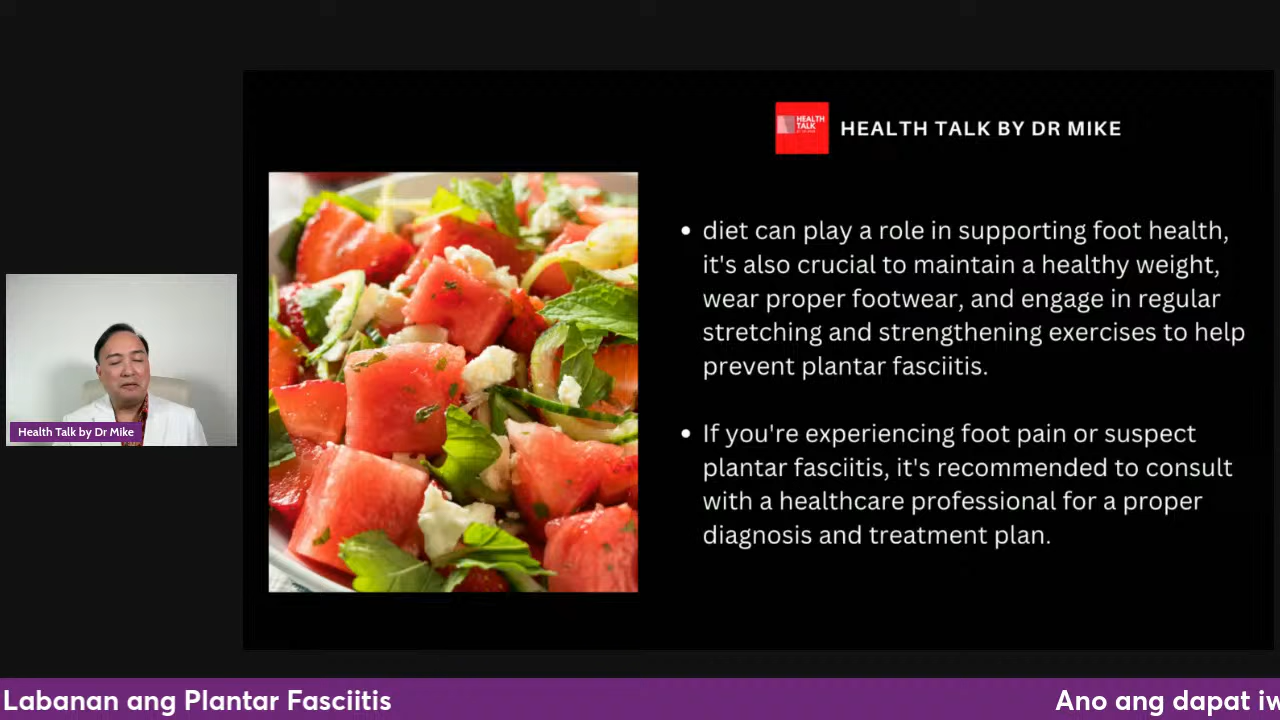 HEALTH TALK
HEALTH TALK BY DR MIKE
• diet can play a role in supporting foot health,
it's also crucial to maintain a healthy weight,
wear proper footwear, and engage in regular
stretching and strengthening exercises to help
prevent plantar fasciitis.
• If you're experiencing foot pain or suspect
plantar fasciitis, it's recommended to consult
with a healthcare professional for a proper
diagnosis and treatment plan.
Health Talk by Dr Mike
Labanan ang Plantar Fasciitis
Ano ang dapat iw